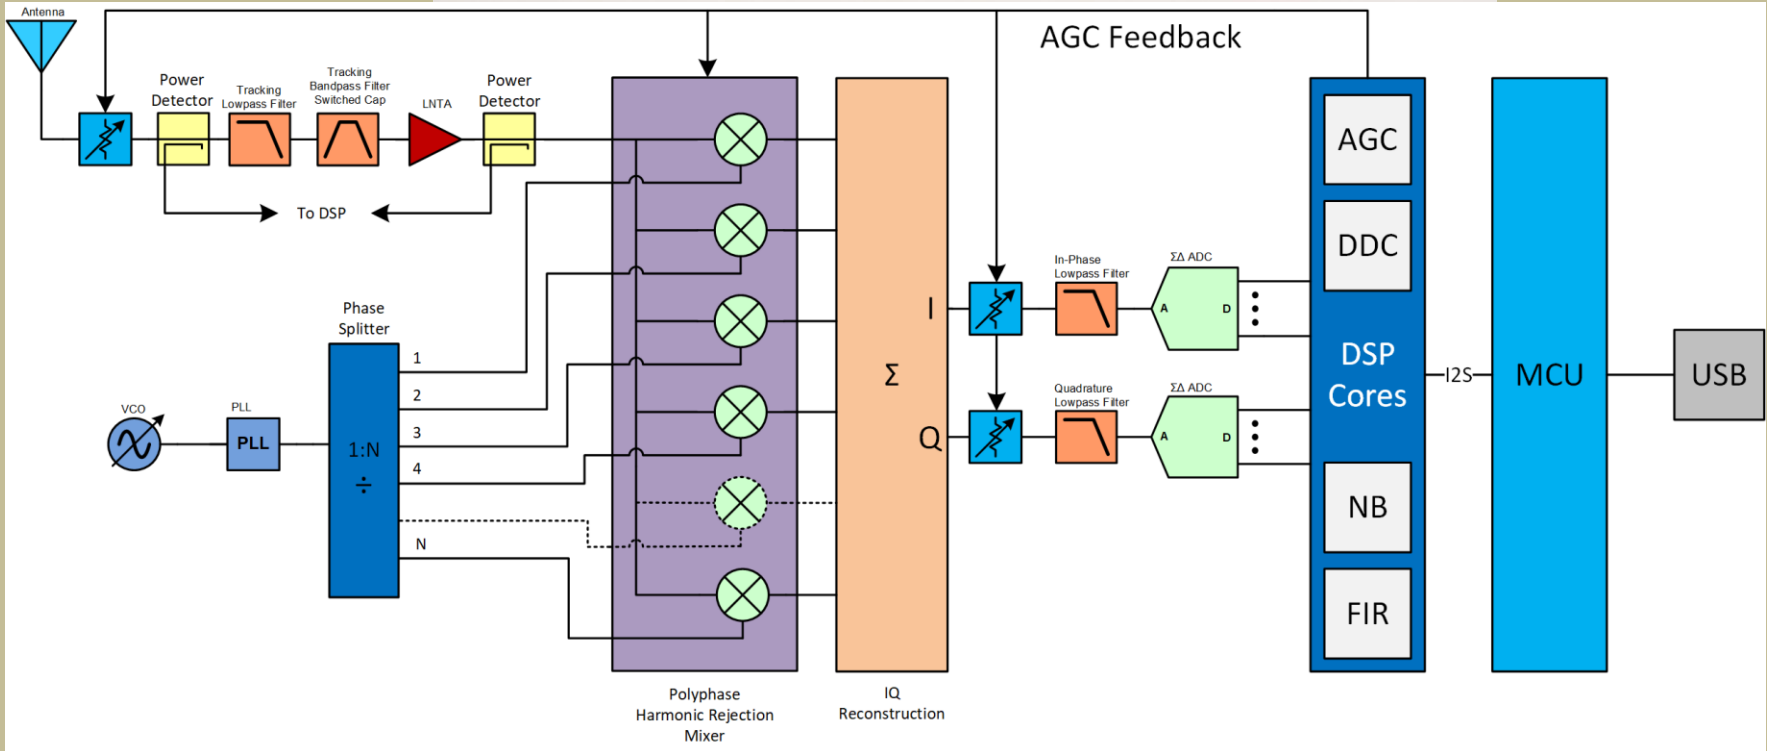 Antenna
AGC Feedback
Power
Detector
Tracking
Lowpass Filter
Tracking
Bandpass Filter
Switched Cap
LNTA
Power
Detector
To DSP
Phase
Splitter
1
2
3
4
N
1:N
÷
VCO
PLL
PLL
Polyphase
Harmonic Rejection
Mixer
Σ
I
Q
IQ
Reconstruction
In-Phase
Lowpass Filter
ΣΔ ADC
A
D
Quadrature
Lowpass Filter
ΣΔ ADC
A
D
AGC
DDC
DSP
Cores
NB
FIR
I2S
MCU
USB